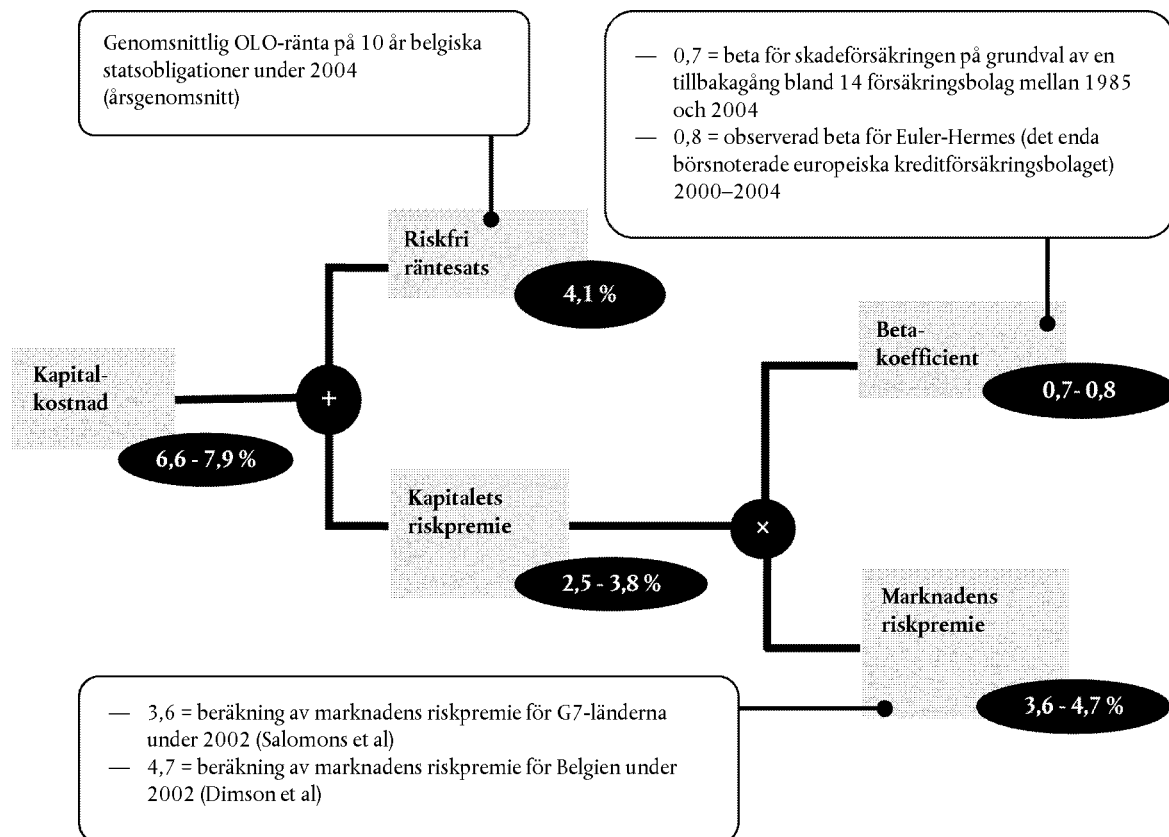 Genomsnittlig OLO-ränta på 10 år belgiska
statsobligationer under 2004
(årsgenomsnitt)
— 0,7 = beta för skadeförsäkringen på grundval av en
tillbakagång bland 14 försäkringsbolag mellan 1985
och 2004
— 0,8 = observerad beta för Euler-Hermes (det enda
börsnoterade europeiska kreditförsäkringsbolaget)
2000–2004
Riskfri
räntesats
4,1 %
Beta-
koefficient
0,7- 0,8
Kapital-
kostnad
+
6,6 - 7,9 %
Kapitalets
riskpremie
×
2,5 - 3,8 %
Marknadens
riskpremie
3,6 - 4,7 %
— 3,6 = beräkning av marknadens riskpremie för G7-länderna
under 2002 (Salomons et al)
— 4,7 = beräkning av marknadens riskpremie för Belgien under
2002 (Dimson et al)